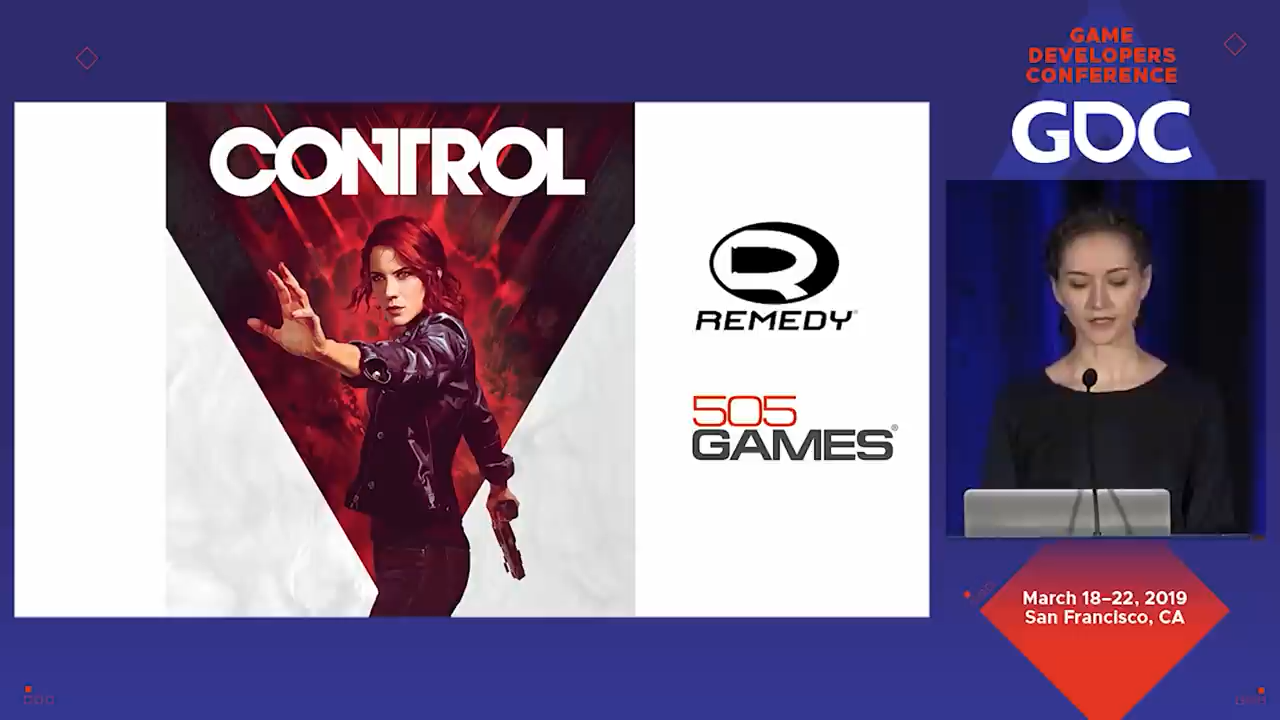 CONTROL
REMEDY®
505
GAMES®
GAME
DEVELOPERS
CONFERENCE
GDC
March 18–22, 2019
San Francisco, CA